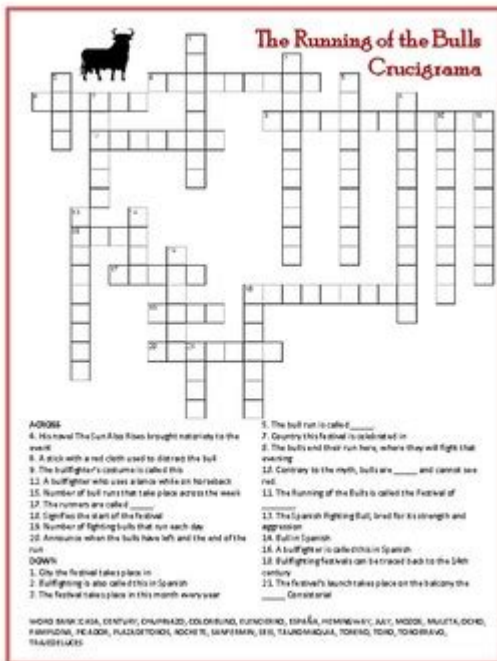 The Running of the Bulls
Crucigrama
ACROSS
4. His novel The Sun Also Rises brought notoriety to the
event
8. A stick with a red cloth used to distract the bull
9. The bullfighter's costume is called this
12. A bullfighter who uses a lance while on horseback
15. Number of bull runs that take place across the week
17. The runners are called _____
18. Signifies the start of the festival
19. Number of fighting bulls that run each day
20. Announce when the bulls have left and the end of the
run
DOWN
1. City the festival takes place in
2. Bullfighting is also called this in Spanish
3. The festival takes place in this month every year
5. The bull run is called _____
7. Country this festival is celebrated in
8. The bulls end their run here, where they will fight that
evening
10. Contrary to the myth, bulls are _____ and cannot see
red
11. The Running of the Bulls is called the Festival of
_______
13. The Spanish Fighting Bull, bred for its strength and
aggression
14. Bull in Spanish
16. A bullfighter is called this in Spanish
18. Bullfighting festivals can be traced back to the 14th
century
21. The festival's launch takes place on the balcony the
_____ Consistorial
WORD BANK: CASA, CENTURY, CHUPINAZO, COLORBLIND, ELENCIERRO, ESPAÑA, HEMINGWAY, JULY, MOZOS, MULETA, OCHO,
PAMPLONA, PICADOR, PLAZADETOROS, ROCKETS, SANFERMIN, SEIS, TAUROMAQUIA, TORERO, TORO, TOROBRAVO,
TRAJEDELUCES